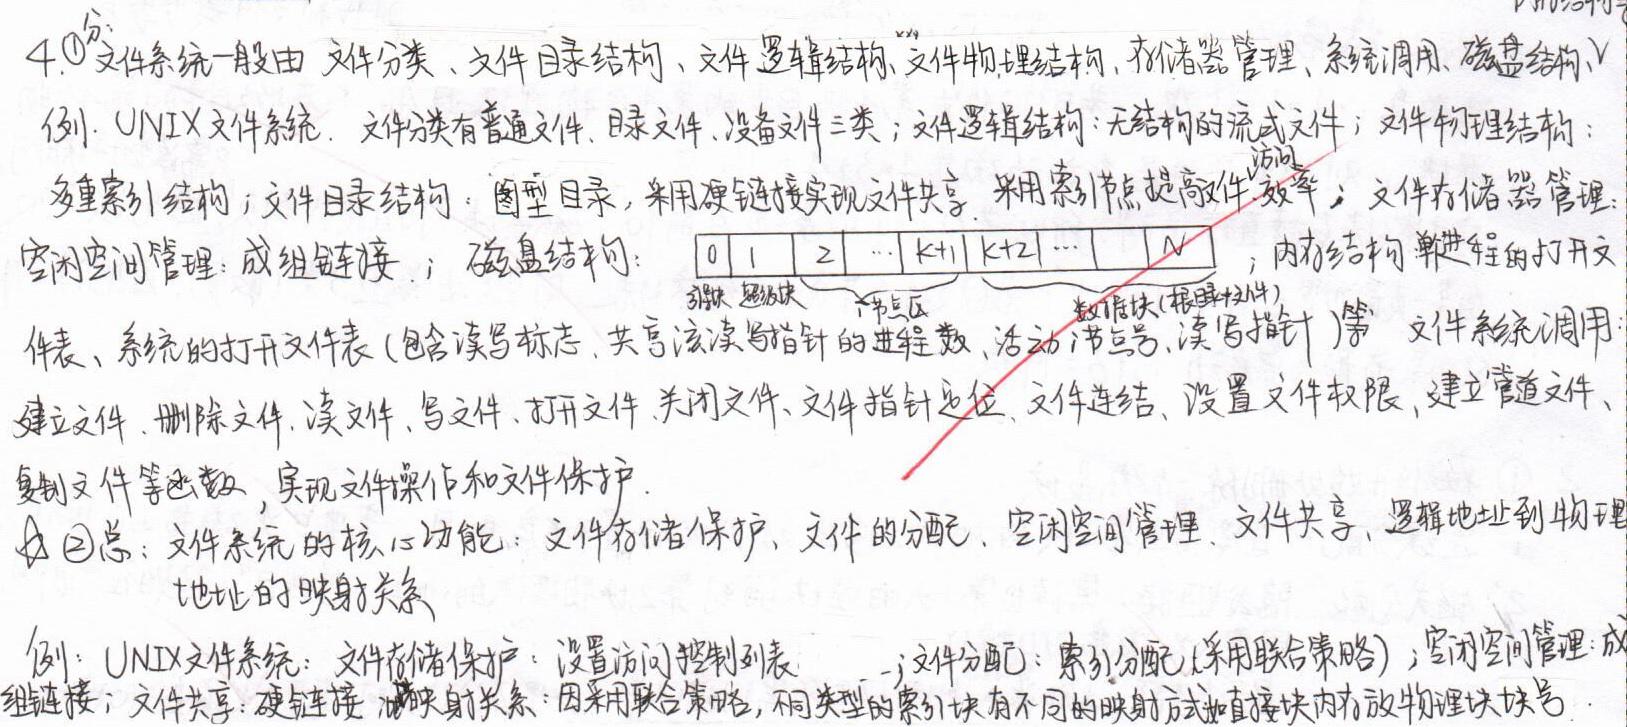 内存结构等
4.①分: 文件系统一般由 文件分类、文件目录结构、文件逻辑结构、文件物理结构、存储器管理、系统调用、磁盘结构、
例. UNIX文件系统. 文件分类有普通文件、目录文件、设备文件三类；文件逻辑结构：无结构的流式文件；文件物理结构：
多重索引结构；文件目录结构：图型目录，采用硬链接实现文件共享，采用索引节点提高文件访问效率；文件存储器管理：
空闲空间管理：成组链接；磁盘结构： 0 1 2 … k+1 k+2 … N ；内存结构 单进程的打开文
引导块 超级块 i节点区 数据块(根目录+文件)
件表、系统的打开文件表(包含读写标志、共享该读写指针的进程数、活动i节点号、读写指针)等 文件系统调用：
建立文件、删除文件、读文件、写文件、打开文件、关闭文件、文件指针定位、文件连结、设置文件权限、建立管道文件、
复制文件等函数，实现文件操作和文件保护.
☆②总：文件系统的核心功能：文件存储保护、文件的分配、空闲空间管理、文件共享、逻辑地址到物理
地址的映射关系
例：UNIX文件系统：文件存储保护：设置访问控制列表 ；文件分配：索引分配(采用联合策略)；空闲空间管理：成
组链接；文件共享：硬链接 映射关系：因采用联合策略，不同类型的索引块有不同的映射方式如直接块内存放物理块块号..